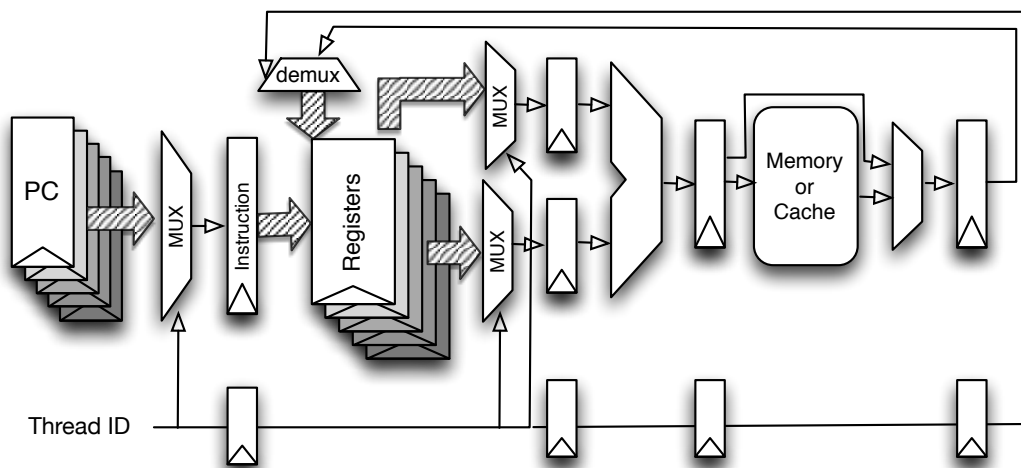 demux
MUX
PC
MUX
Instruction
Registers
MUX
Memory
or
Cache
Thread ID